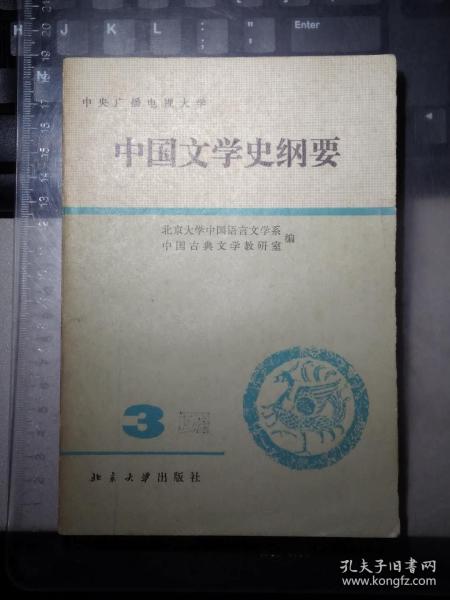 中央广播电视大学
中国文学史纲要
北京大学中国语言文学系
中国古典文学教研室
编
3
北京大学出版社
Enter
孔夫子旧书网
www.kongfz.com